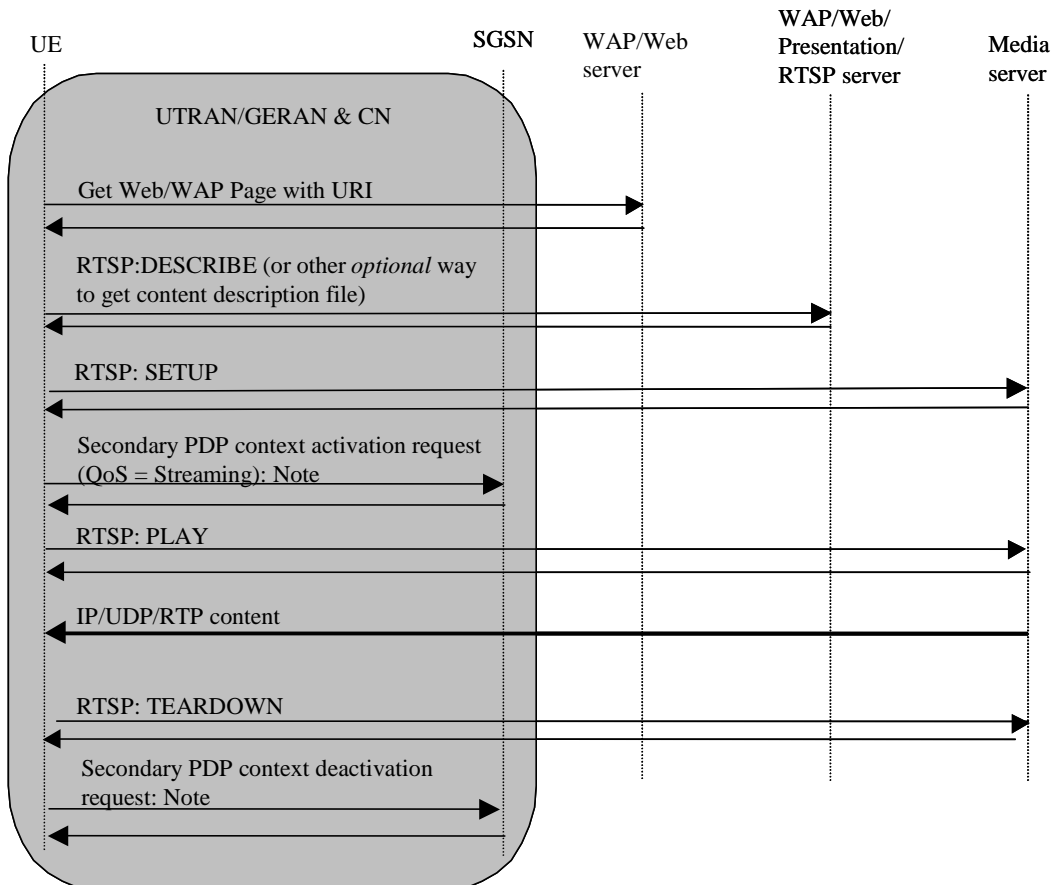 UE
SGSN
WAP/Web
server
WAP/Web/
Presentation/
RTSP server
Media
server
UTRAN/GERAN & CN
Get Web/WAP Page with URI
RTSP:DESCRIBE (or other optional way
to get content description file)
RTSP: SETUP
Secondary PDP context activation request
(QoS = Streaming): Note
RTSP: PLAY
IP/UDP/RTP content
RTSP: TEARDOWN
Secondary PDP context deactivation
request: Note